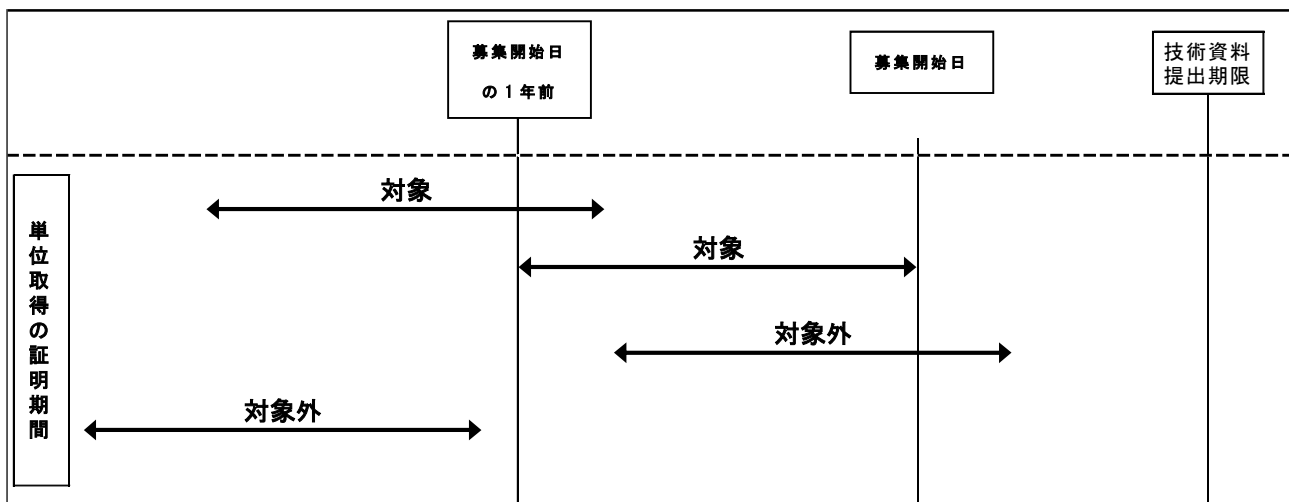 募集開始日
の1年前
募集開始日
技術資料
提出期限
単位取得の証明期間
対象
対象
対象外
対象外